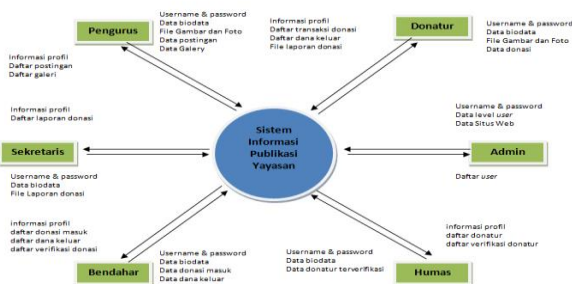 Pengurus
Username & password
Data biodata
File Gambar dan Foto
Data postingan
Data Galery
Informasi profil
Daftar postingan
Daftar galeri
Informasi profil
Daftar transaksi donasi
Daftar dana keluar
File laporan donasi
Donatur
Username & password
Data biodata
File Gambar dan Foto
Data donasi
Informasi profil
Daftar laporan donasi
Sekretaris
Username & password
Data biodata
File Laporan donasi
Sistem
Informasi
Publikasi
Yayasan
Username & password
Data level user
Data Situs Web
Admin
Daftar user
informasi profil
daftar donasi masuk
daftar dana keluar
daftar verifikasi donasi
Bendahar
Username & password
Data biodata
Data donasi masuk
Data dana keluar
Username & password
Data biodata
Data donatur terverifikasi
informasi profil
daftar donatur
daftar verifikasi donatur
Humas